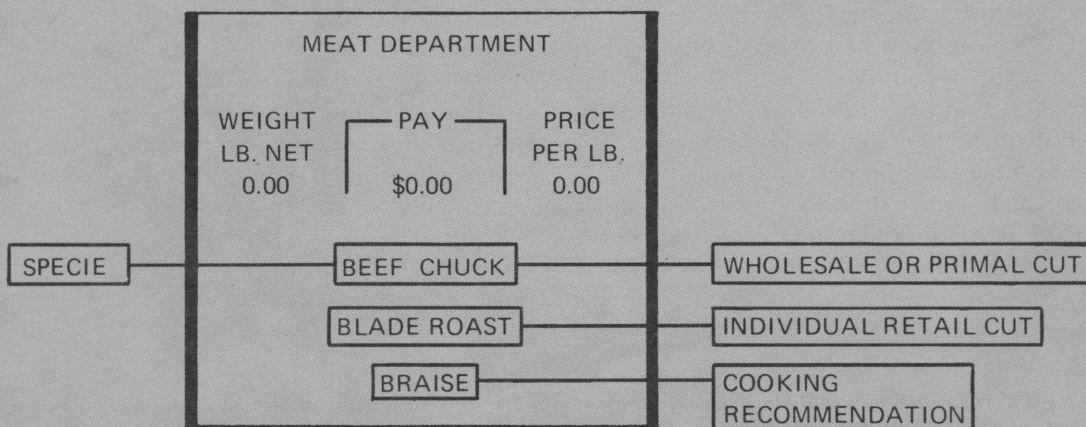 MEAT DEPARTMENT
WEIGHT PAY PRICE
LB. NET PER LB.
0.00 $0.00 0.00
SPECIE BEEF CHUCK WHOLESALE OR PRIMAL CUT
BLADE ROAST INDIVIDUAL RETAIL CUT
BRAISE COOKING
RECOMMENDATION